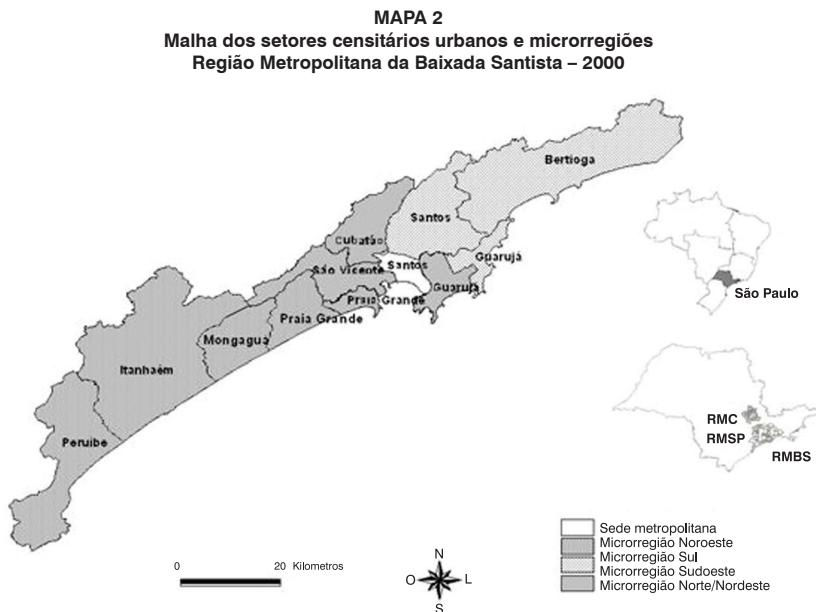 MAPA 2
Malha dos setores censitários urbanos e microrregiões
Região Metropolitana da Baixada Santista – 2000
Bertioga
Santos
Cubatão
Guarujá
Santos
São Vicente
Guarujá
Praia Grande
Praia Grande
Mongaguá
Itanhaém
Peruíbe
São Paulo
RMC
RMSP
RMBS
Sede metropolitana
Microrregião Noroeste
Microrregião Sul
Microrregião Sudoeste
Microrregião Norte/Nordeste
0 20 Kilometros
N
O L
S